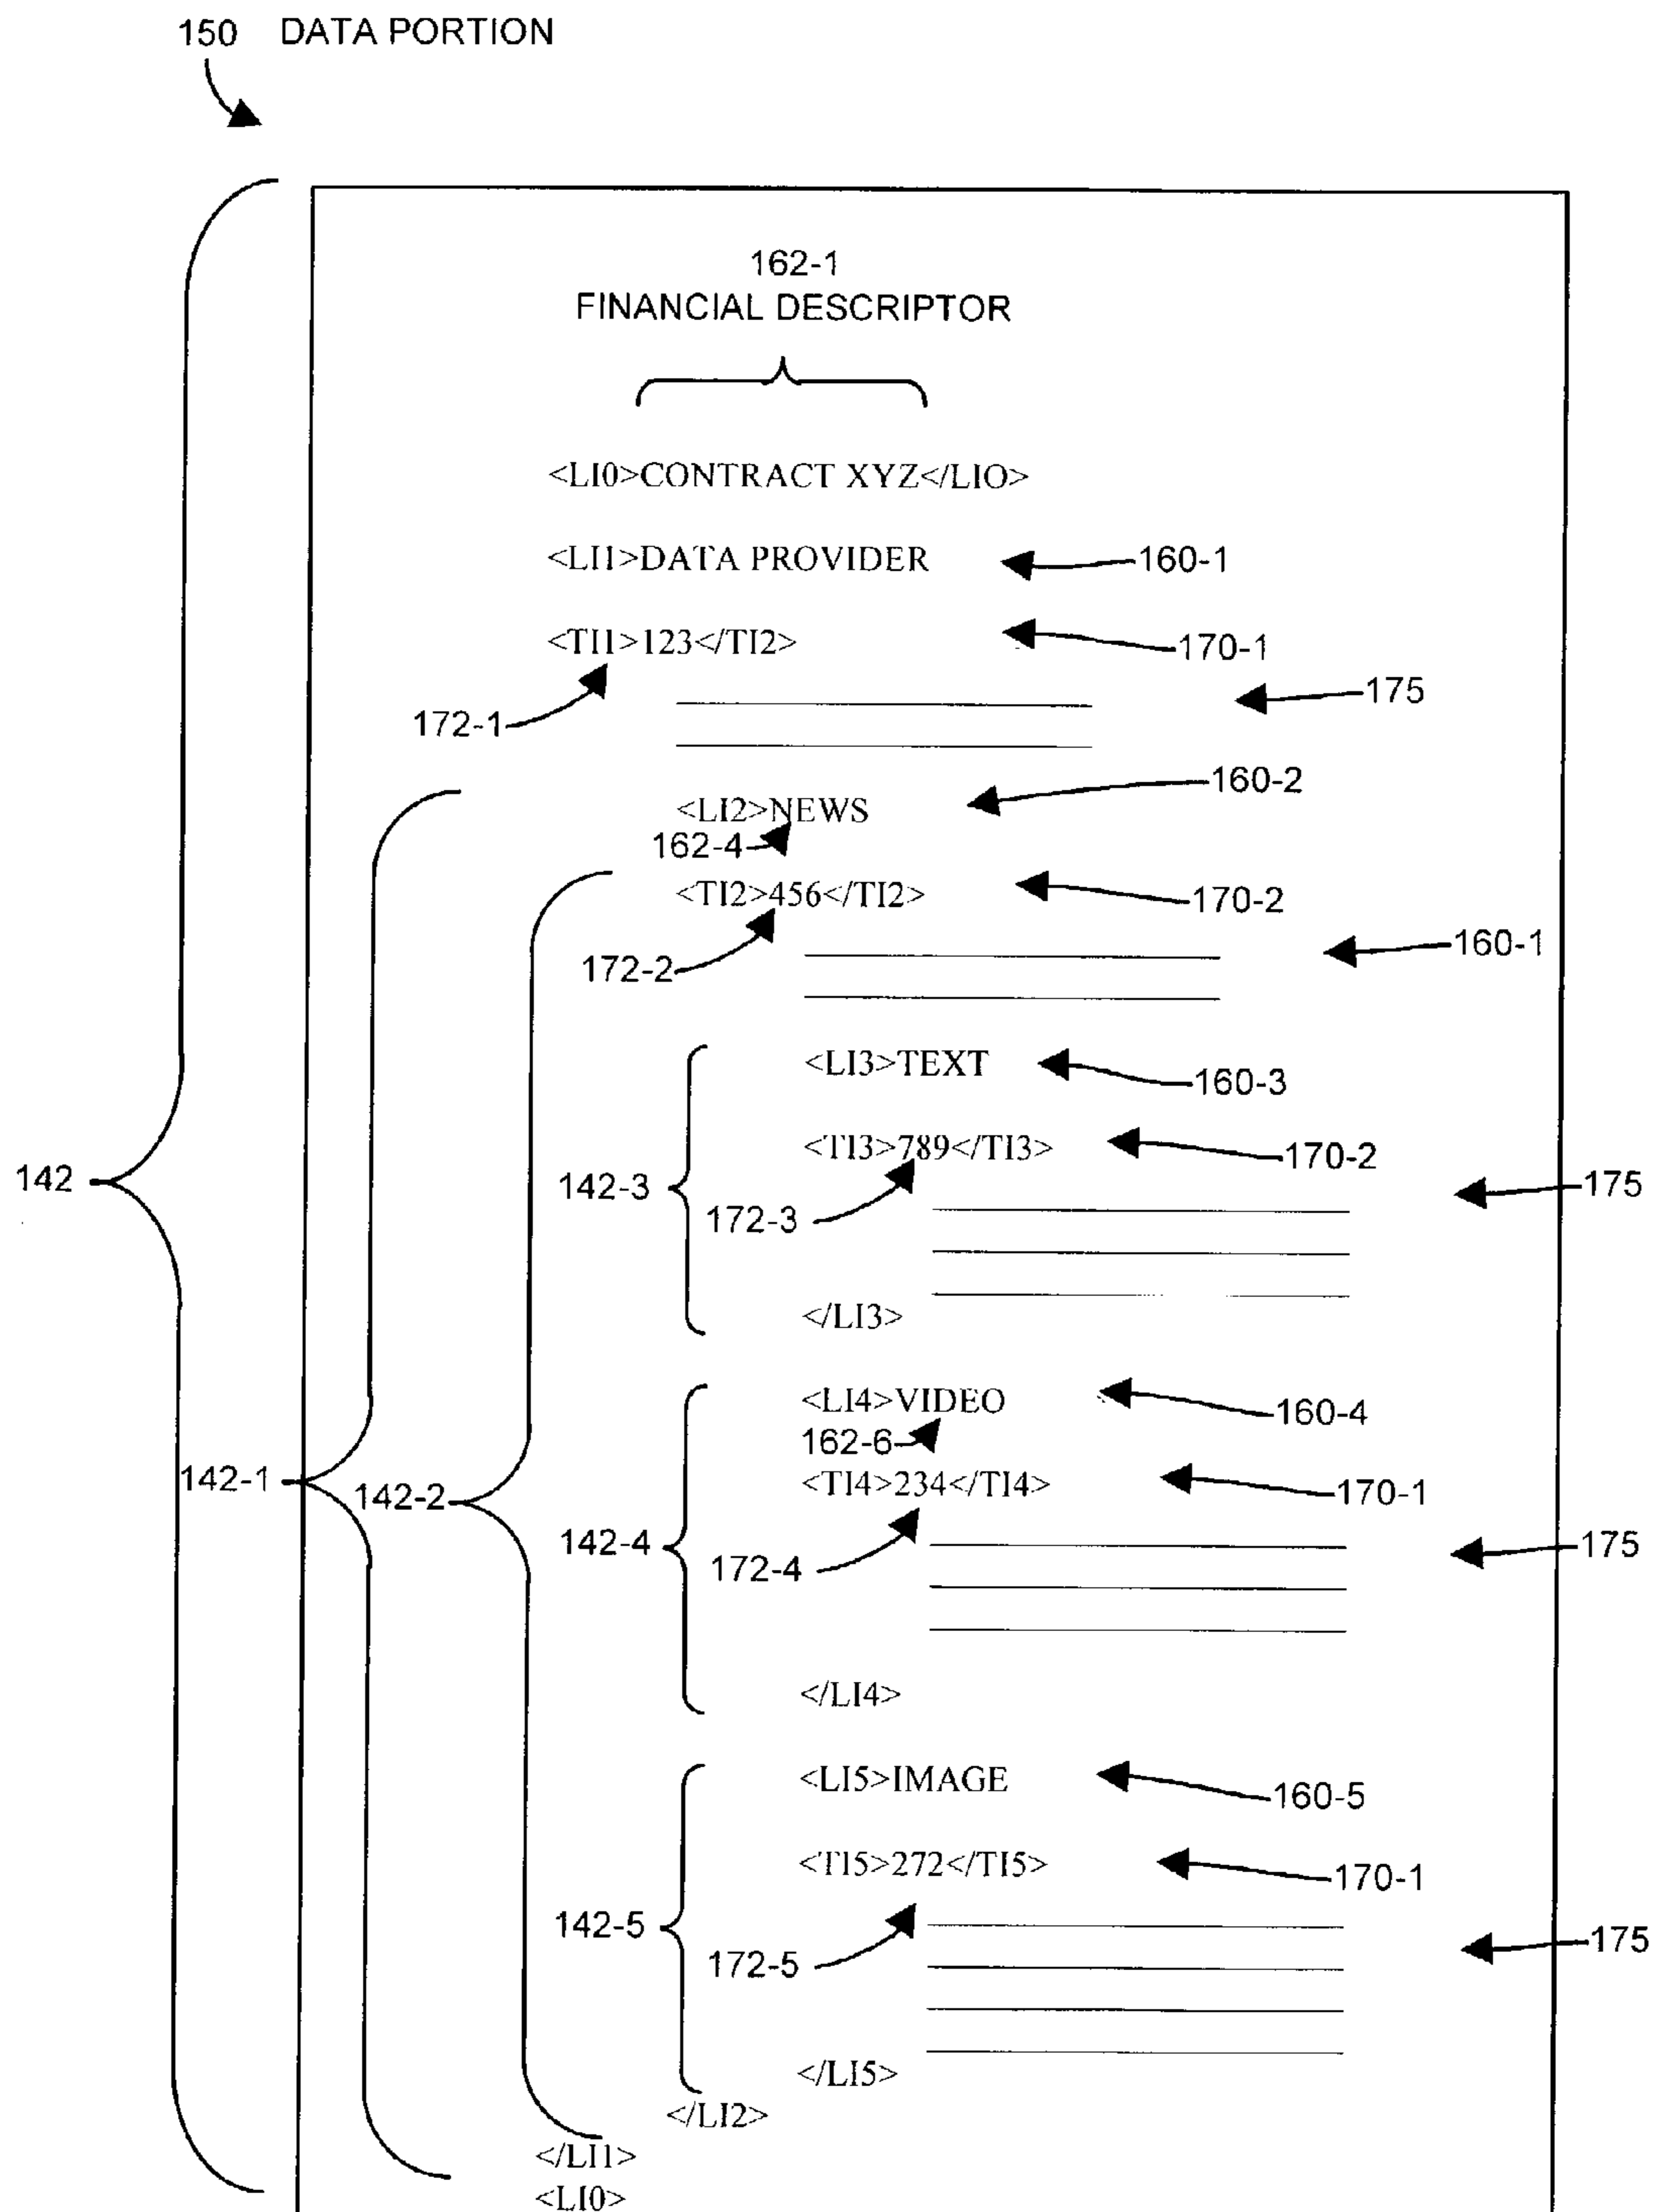 150 DATA PORTION
162-1
FINANCIAL DESCRIPTOR
<LI0>CONTRACT XYZ</LIO>
<LI1>DATA PROVIDER 160-1
<TI1>123</TI2> 170-1
175
172-1
160-2
<LI2>NEWS
162-4
<TI2>456</TI2> 170-2
160-1
172-2
<LI3>TEXT 160-3
<TI3>789</TI3> 170-2
142 142-3 175
172-3
</LI3>
<LI4>VIDEO 160-4
162-6
142-1 142-2 <TI4>234</TI4> 170-1
142-4 175
172-4
</LI4>
<LI5>IMAGE 160-5
<TI5>272</TI5> 170-1
142-5 175
172-5
</LI5>
</LI2>
</LI1>
<LI0>